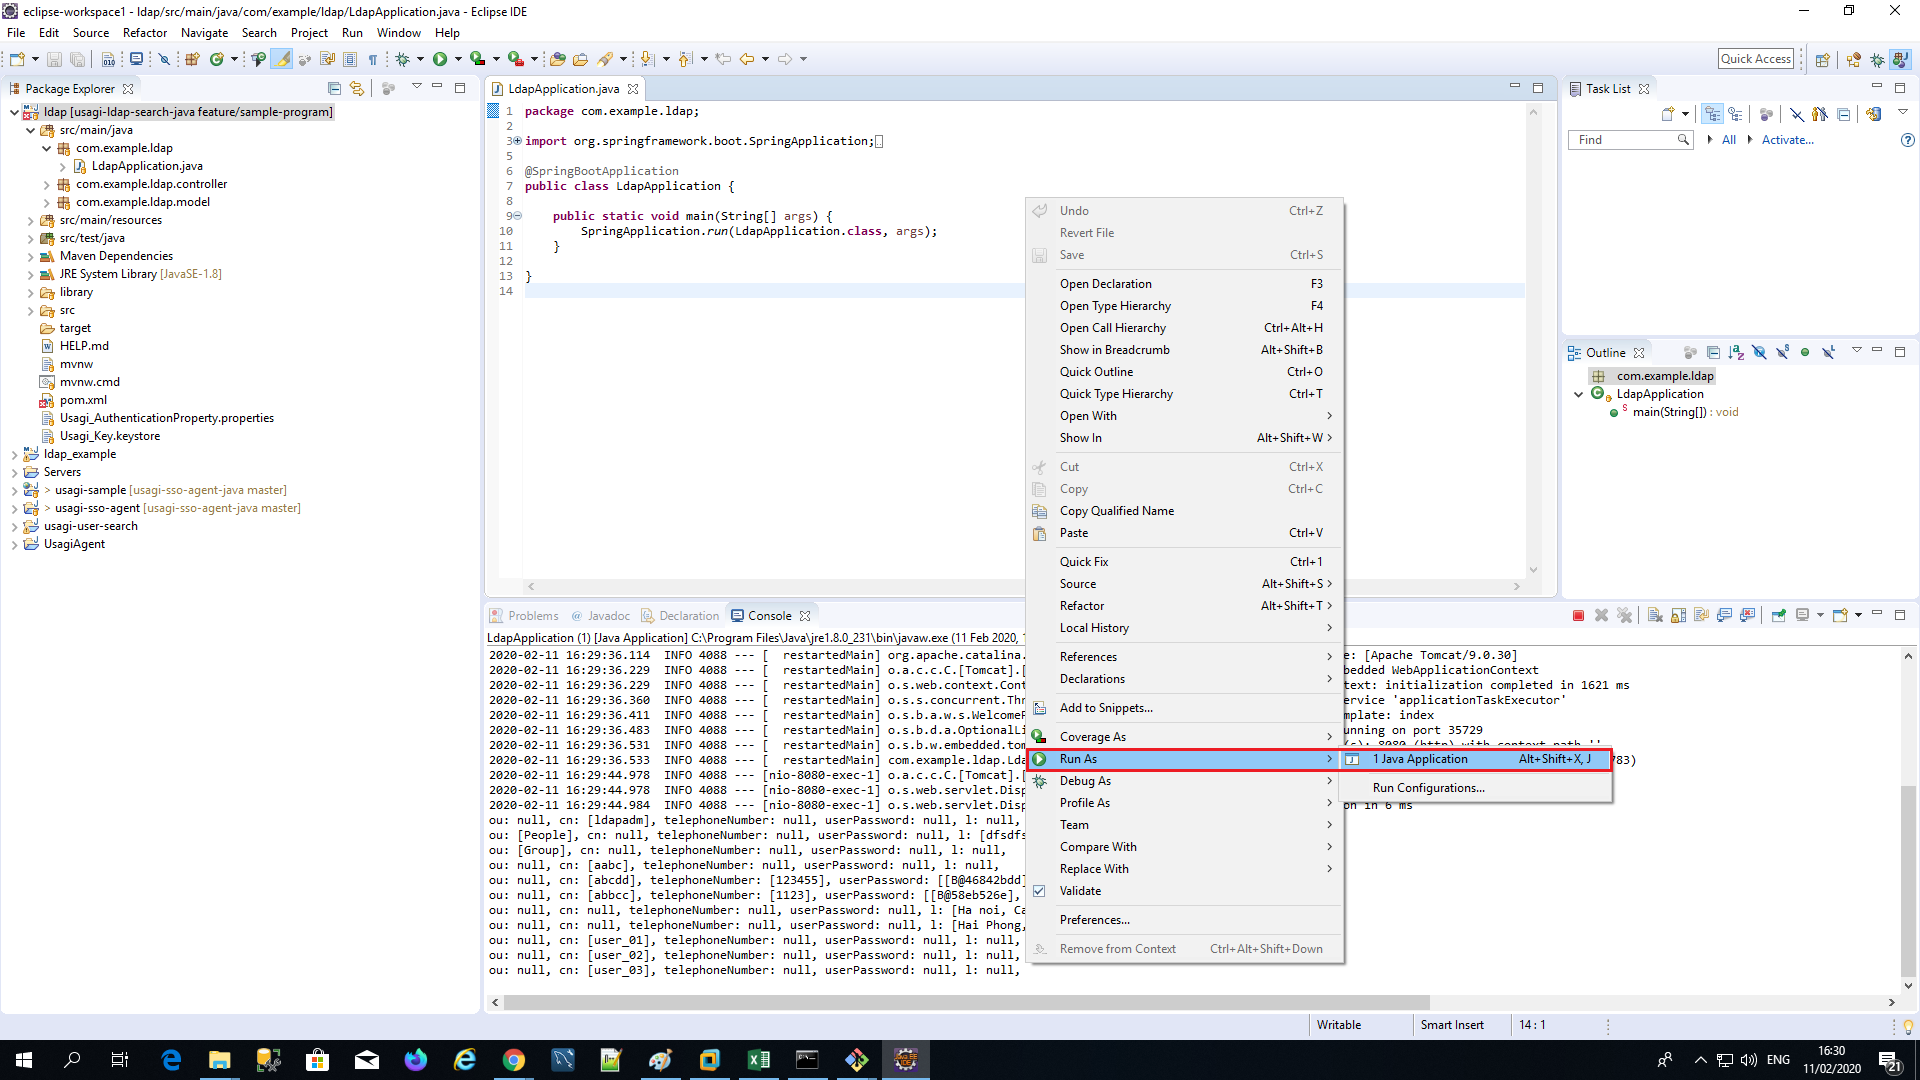 eclipse-workspace1 - ldap/src/main/java/com/example/ldap/LdapApplication.java - Eclipse IDE
File Edit Source Refactor Navigate Search Project Run Window Help
Quick Access
Package Explorer
ldap [usagi-ldap-search-java feature/sample-program]
src/main/java
com.example.ldap
LdapApplication.java
com.example.ldap.controller
com.example.ldap.model
src/main/resources
src/test/java
Maven Dependencies
JRE System Library [JavaSE-1.8]
library
src
target
HELP.md
mvnw
mvnw.cmd
pom.xml
Usagi_AuthenticationProperty.properties
Usagi_Key.keystore
ldap_example
Servers
> usagi-sample [usagi-sso-agent-java master]
> usagi-sso-agent [usagi-sso-agent-java master]
usagi-user-search
UsagiAgent
LdapApplication.java
1 package com.example.ldap;
2
3 import org.springframework.boot.SpringApplication;
5
6 @SpringBootApplication
7 public class LdapApplication {
8
9 public static void main(String[] args) {
10 SpringApplication.run(LdapApplication.class, args);
11 }
12
13 }
14
Undo Ctrl+Z
Revert File
Save Ctrl+S
Open Declaration F3
Open Type Hierarchy F4
Open Call Hierarchy Ctrl+Alt+H
Show in Breadcrumb Alt+Shift+B
Quick Outline Ctrl+O
Quick Type Hierarchy Ctrl+T
Open With
Show In Alt+Shift+W
Cut Ctrl+X
Copy Ctrl+C
Copy Qualified Name
Paste Ctrl+V
Quick Fix Ctrl+1
Source Alt+Shift+S
Refactor Alt+Shift+T
Local History
References
Declarations
Add to Snippets...
Coverage As
Run As
Debug As
Profile As
Team
Compare With
Replace With
Validate
Preferences...
Remove from Context Ctrl+Alt+Shift+Down
1 Java Application Alt+Shift+X, J
Run Configurations...
Task List
Find All Activate...
Outline
com.example.ldap
LdapApplication
main(String[]) : void
Problems @ Javadoc Declaration Console
LdapApplication (1) [Java Application] C:\Program Files\Java\jre1.8.0_231\bin\javaw.exe (11 Feb 2020,
2020-02-11 16:29:36.114 INFO 4088 --- [ restartedMain] org.apache.catalina. e: [Apache Tomcat/9.0.30]
2020-02-11 16:29:36.229 INFO 4088 --- [ restartedMain] o.a.c.c.C.[Tomcat].[ bedded WebApplicationContext
2020-02-11 16:29:36.229 INFO 4088 --- [ restartedMain] o.s.web.context.Cont text: initialization completed in 1621 ms
2020-02-11 16:29:36.360 INFO 4088 --- [ restartedMain] o.s.s.concurrent.Thr ervice 'applicationTaskExecutor'
2020-02-11 16:29:36.411 INFO 4088 --- [ restartedMain] o.s.b.a.w.s.Welcome mplate: index
2020-02-11 16:29:36.483 INFO 4088 --- [ restartedMain] o.s.b.d.a.OptionalLi unning on port 35729
2020-02-11 16:29:36.531 INFO 4088 --- [ restartedMain] o.s.b.w.embedded.tom (s): 8080 (http) with context path ''
2020-02-11 16:29:36.533 INFO 4088 --- [ restartedMain] com.example.ldap.Lda 783)
2020-02-11 16:29:44.978 INFO 4088 --- [nio-8080-exec-1] o.a.c.c.C.[Tomcat].[
2020-02-11 16:29:44.978 INFO 4088 --- [nio-8080-exec-1] o.s.web.servlet.Disp
2020-02-11 16:29:44.984 INFO 4088 --- [nio-8080-exec-1] o.s.web.servlet.Disp on in 6 ms
ou: null, cn: [ldapadm], telephoneNumber: null, userPassword: null, l: null,
ou: [People], cn: null, telephoneNumber: null, userPassword: null, l: [dfsdfs
ou: [Group], cn: null, telephoneNumber: null, userPassword: null, l: null,
ou: null, cn: [aabc], telephoneNumber: null, userPassword: null, l: null,
ou: null, cn: [abcdd], telephoneNumber: [123455], userPassword: [[B@46842bdd]
ou: null, cn: [abbcc], telephoneNumber: [1123], userPassword: [[B@58eb526e],
ou: null, cn: null, telephoneNumber: null, userPassword: null, l: [Ha noi, Ca
ou: null, cn: null, telephoneNumber: null, userPassword: null, l: [Hai Phong,
ou: null, cn: [user_01], telephoneNumber: null, userPassword: null, l: null,
ou: null, cn: [user_02], telephoneNumber: null, userPassword: null, l: null,
ou: null, cn: [user_03], telephoneNumber: null, userPassword: null, l: null,
Writable Smart Insert 14 : 1
ENG
16:30
11/02/2020
21